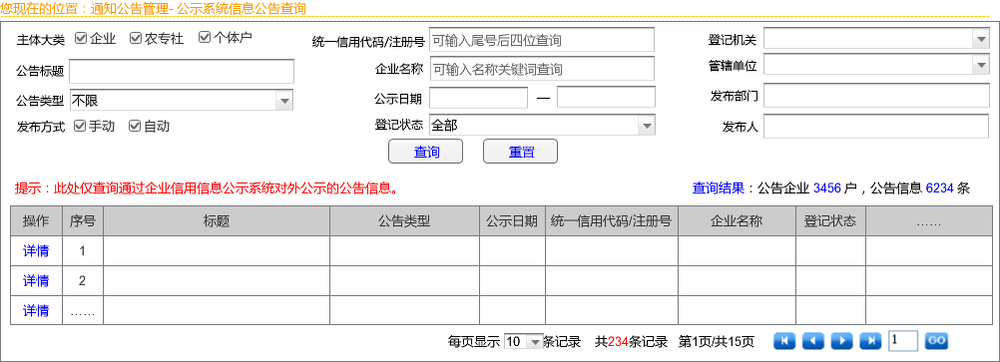 您现在的位置：通知公告管理- 公示系统信息公告查询
主体大类 企业 农专社 个体户 统一信用代码/注册号 可输入尾号后四位查询 登记机关
公告标题 企业名称 可输入名称关键词查询 管辖单位
公告类型 不限 公示日期 — 发布部门
发布方式 手动 自动 登记状态 全部 发布人
查询 重置
提示：此处仅查询通过企业信用信息公示系统对外公示的公告信息。 查询结果：公告企业 3456 户，公告信息 6234 条
操作 序号 标题 公告类型 公示日期 统一信用代码/注册号 企业名称 登记状态 ……
详情 1
详情 2
详情 ……
每页显示 10 条记录 共234条记录 第1页/共15页 1 GO